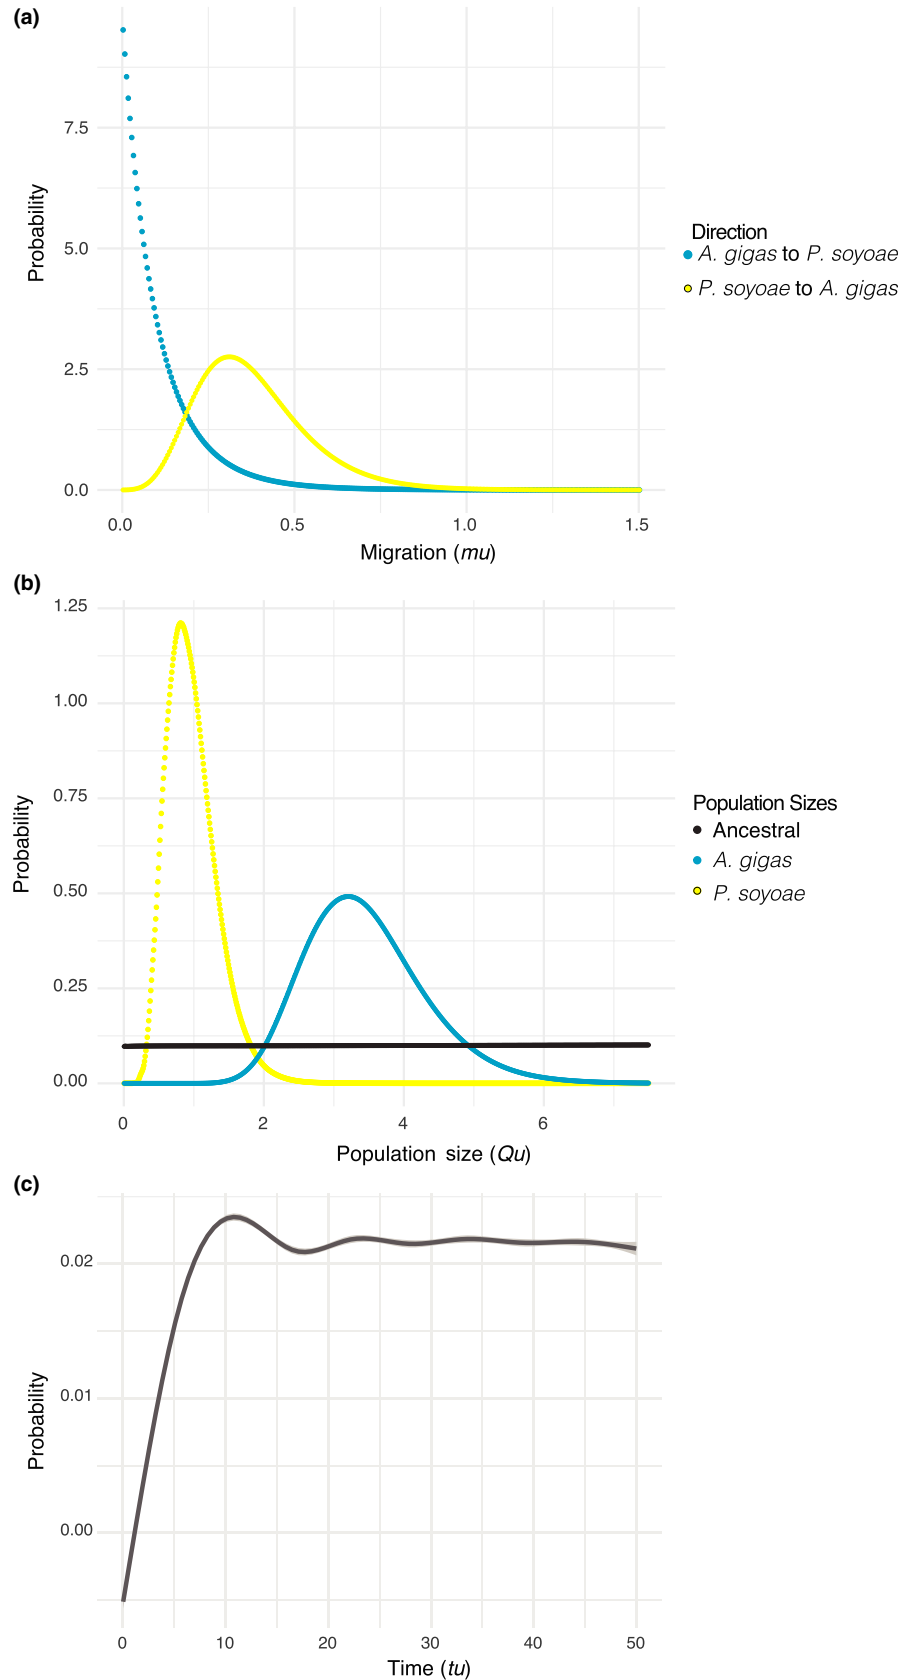 (a)
7.5
5.0
2.5
0.0
Probability
0.0 0.5 1.0 1.5
Migration (mu)
Direction
A. gigas to P. soyoae
P. soyoae to A. gigas
(b)
1.25
1.00
0.75
0.50
0.25
0.00
Probability
0 2 4 6
Population size (Qu)
Population Sizes
Ancestral
A. gigas
P. soyoae
(c)
0.02
0.01
0.00
Probability
0 10 20 30 40 50
Time (tu)